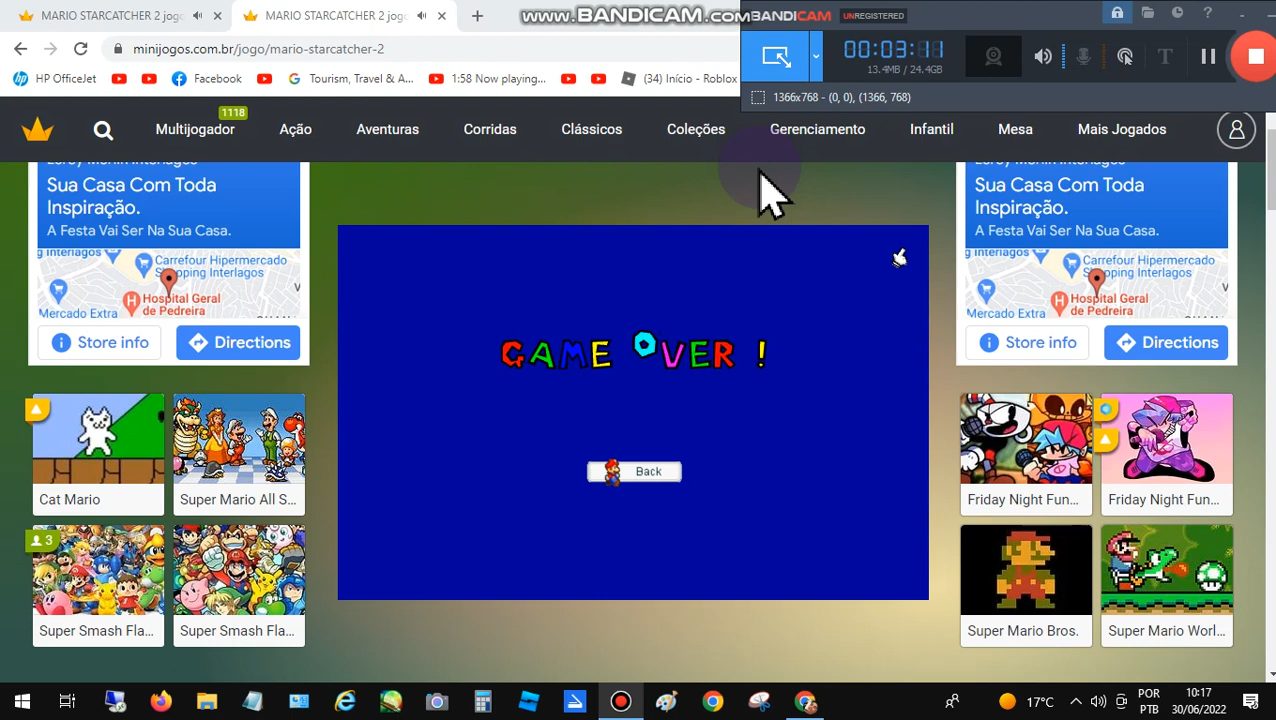 MARIO STARCATCHER 2 jogo
MARIO STARCATCHER 2 jogo
www.BANDICAM.com
BANDICAM
UNREGISTERED
minijogos.com.br/jogo/mario-starcatcher-2
00:03:11
13.4MB / 24.4GB
HP OfficeJet
Facebook
Tourism, Travel & A...
1:58 Now playing...
(34) Início - Roblox
1366x768 - (0, 0), (1366, 768)
1118
Multijogador
Ação
Aventuras
Corridas
Clássicos
Coleções
Gerenciamento
Infantil
Mesa
Mais Jogados
Sua Casa Com Toda
Inspiração.
A Festa Vai Ser Na Sua Casa.
Carrefour Hipermercado
Shopping Interlagos
Hospital Geral
de Pedreira
Mercado Extra
Store info
Directions
Sua Casa Com Toda
Inspiração.
A Festa Vai Ser Na Sua Casa.
Carrefour Hipermercado
Shopping Interlagos
Hospital Geral
de Pedreira
Mercado Extra
Store info
Directions
GAME OVER !
Back
Cat Mario
Super Mario All S...
3
Super Smash Fla...
Super Smash Fla...
Friday Night Fun...
Friday Night Fun...
Super Mario Bros.
Super Mario Worl...
17°C
POR
PTB
10:17
30/06/2022